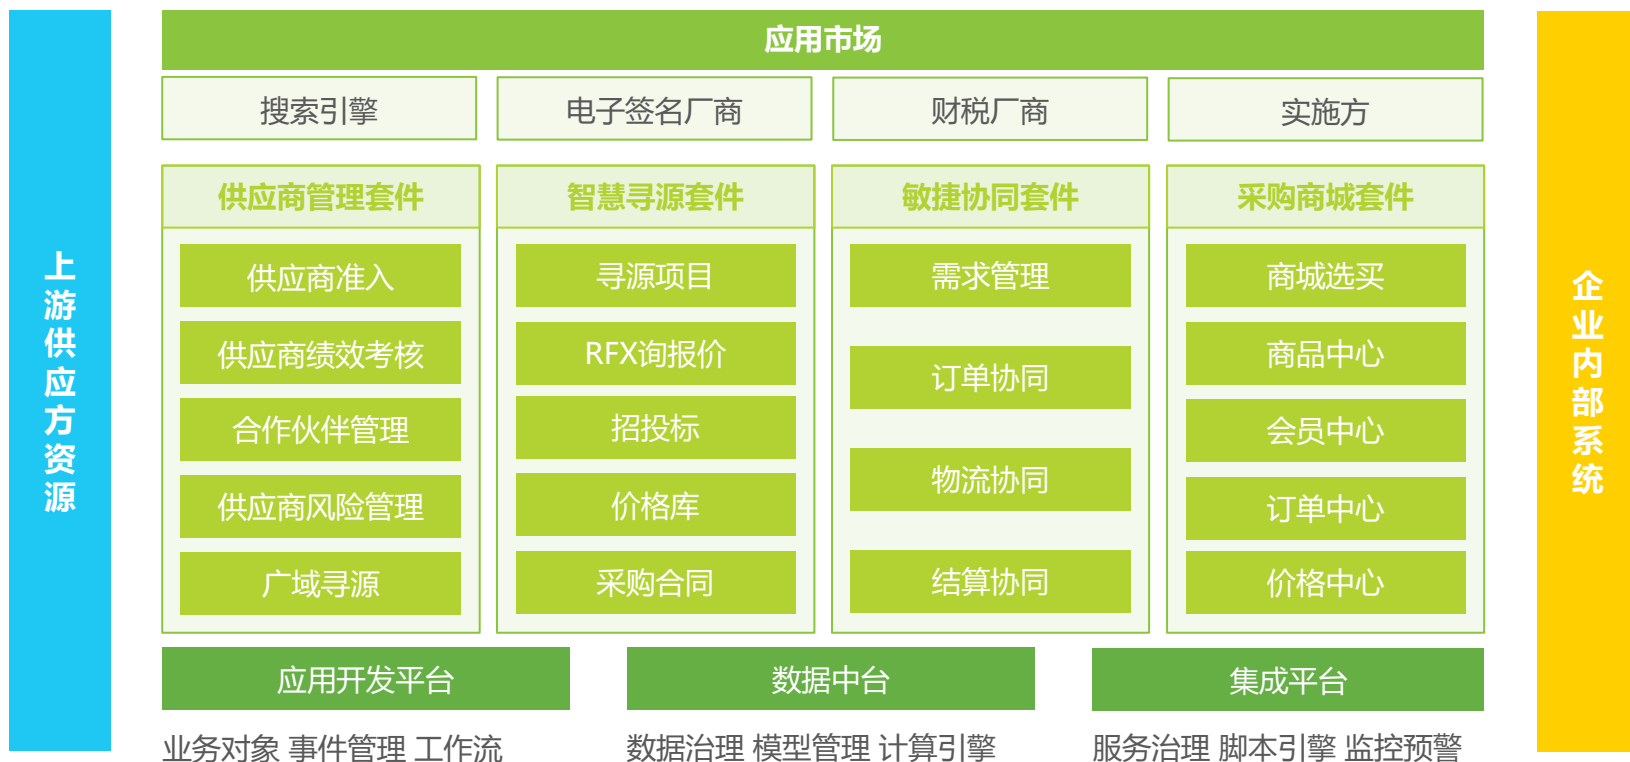 应用市场
搜索引擎
电子签名厂商
财税厂商
实施方
上游供应方资源
供应商管理套件
供应商准入
供应商绩效考核
合作伙伴管理
供应商风险管理
广域寻源
智慧寻源套件
寻源项目
RFX询报价
招投标
价格库
采购合同
敏捷协同套件
需求管理
订单协同
物流协同
结算协同
采购商城套件
商城选买
商品中心
会员中心
订单中心
价格中心
企业内部系统
应用开发平台
业务对象 事件管理 工作流
数据中台
数据治理 模型管理 计算引擎
集成平台
服务治理 脚本引擎 监控预警